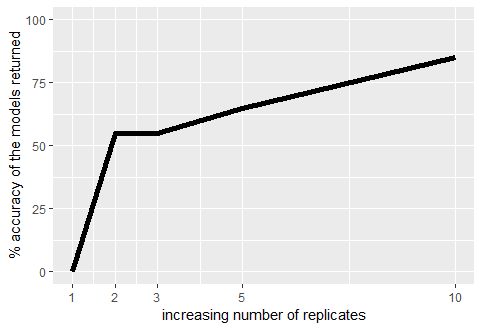 % accuracy of the models returned
100
75
50
25
0
1 2 3 5 10
increasing number of replicates